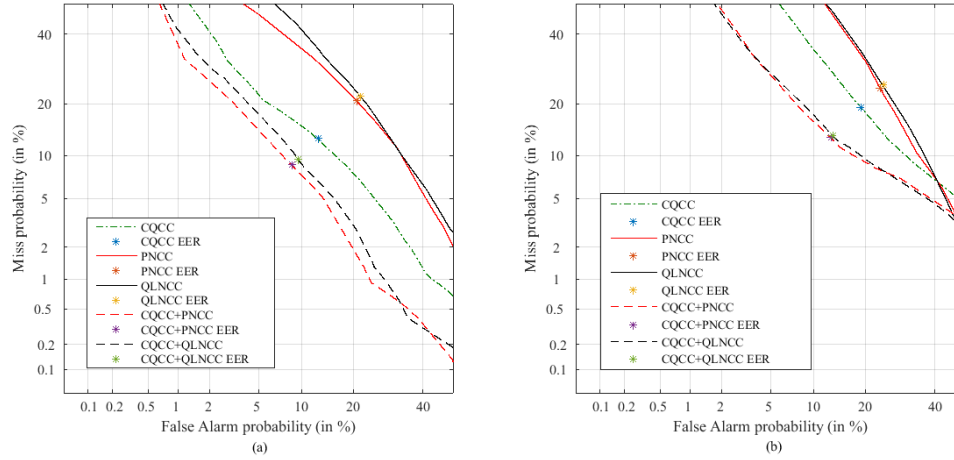 Miss probability (in %)
40
20
10
5
2
1
0.5
0.2
0.1
CQCC
CQCC EER
PNCC
PNCC EER
QLNCC
QLNCC EER
CQCC+PNCC
CQCC+PNCC EER
CQCC+QLNCC
CQCC+QLNCC EER
0.1 0.2 0.5 1 2 5 10 20 40
False Alarm probability (in %)
(a)
Miss probability (in %)
40
20
10
5
2
1
0.5
0.2
0.1
CQCC
CQCC EER
PNCC
PNCC EER
QLNCC
QLNCC EER
CQCC+PNCC
CQCC+PNCC EER
CQCC+QLNCC
CQCC+QLNCC EER
0.1 0.2 0.5 1 2 5 10 20 40
False Alarm probability (in %)
(b)